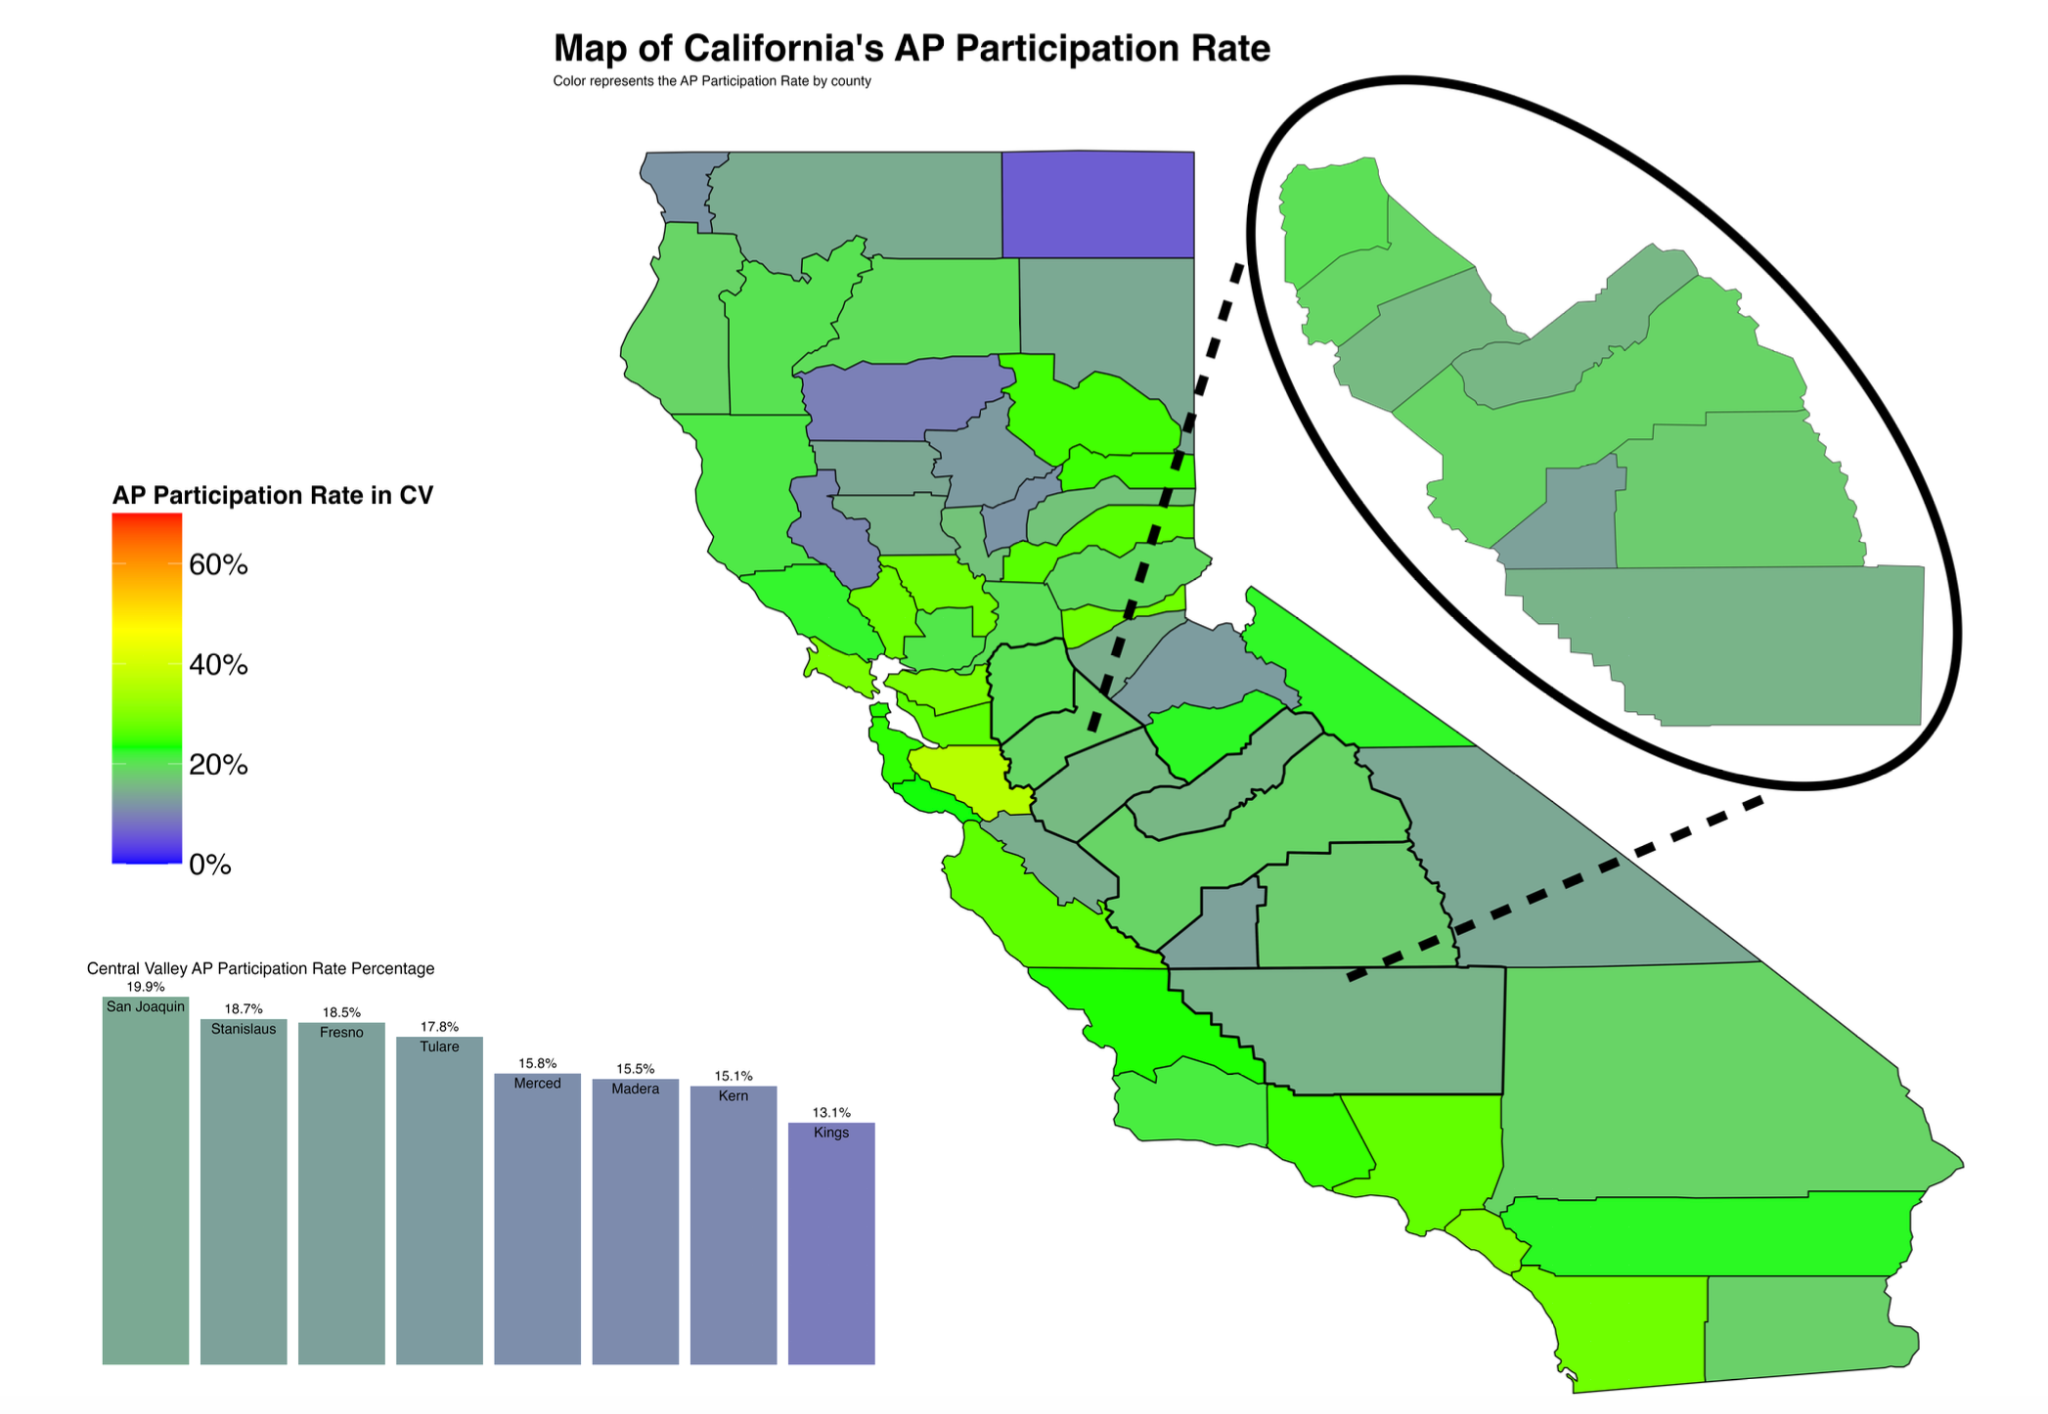 Map of California's AP Participation Rate
Color represents the AP Participation Rate by county
AP Participation Rate in CV
60%
40%
20%
0%
Central Valley AP Participation Rate Percentage
19.9%
San Joaquin
18.7%
Stanislaus
18.5%
Fresno
17.8%
Tulare
15.8%
Merced
15.5%
Madera
15.1%
Kern
13.1%
Kings